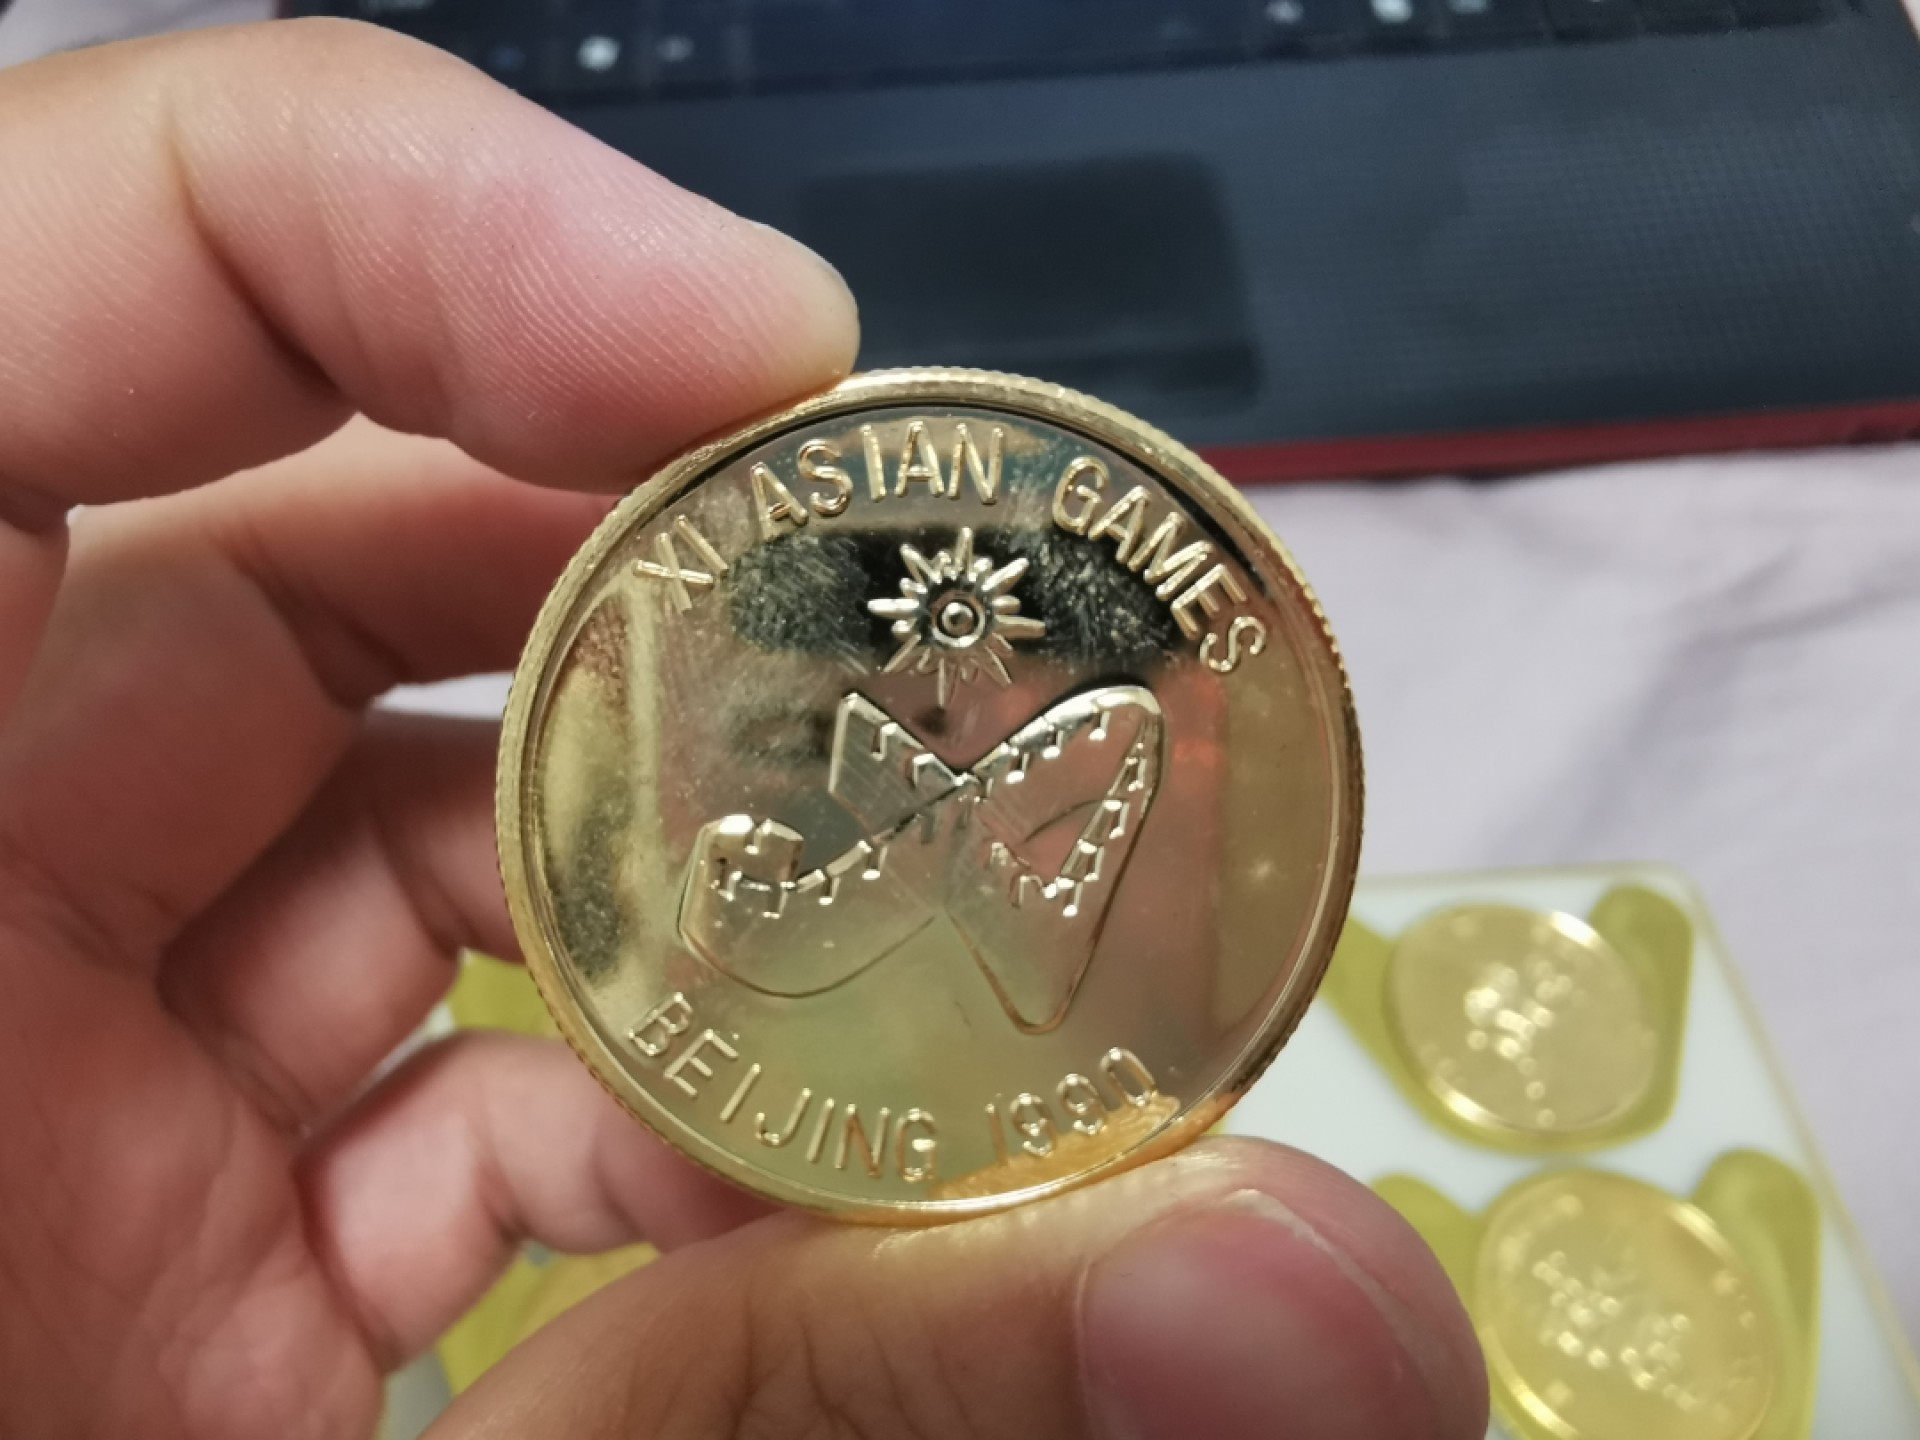 XI ASIAN GAMES
BEIJING 1990